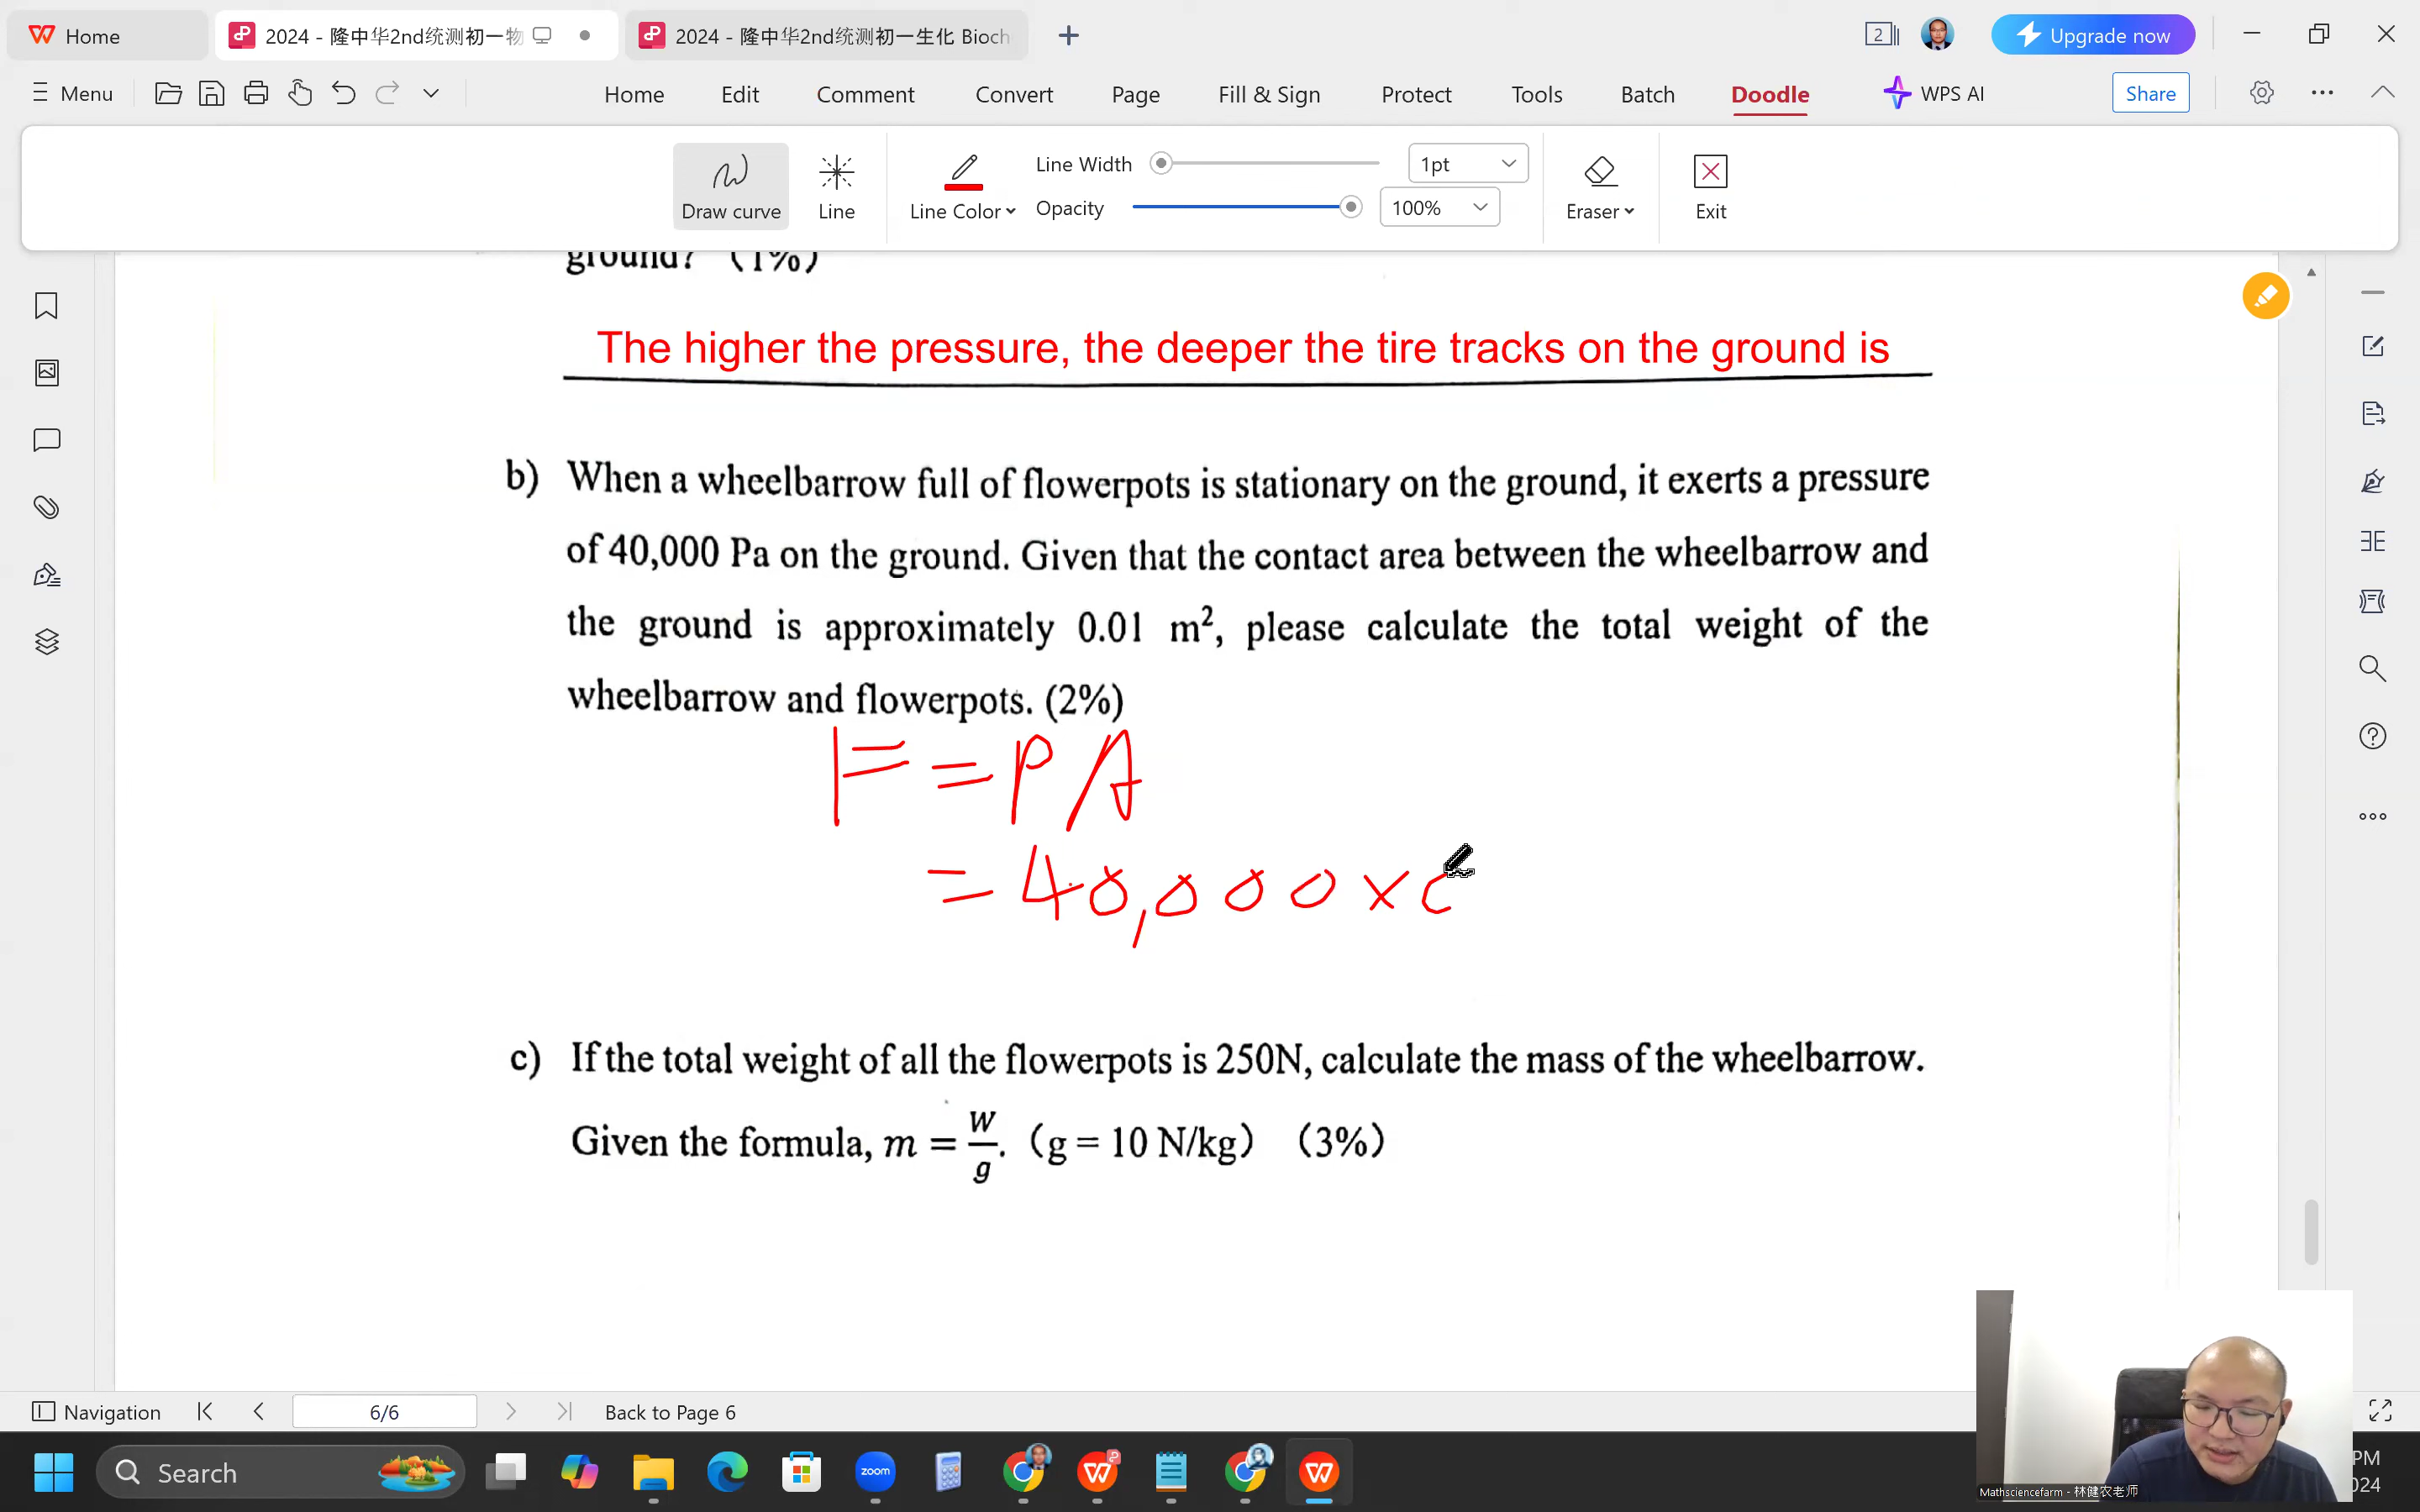 Home
2024 - 隆中华2nd统测初一物
2024 - 隆中华2nd统测初一生化 Bioch
2
Upgrade now
Menu
Home Edit Comment Convert Page Fill & Sign Protect Tools Batch Doodle WPS AI Share
Draw curve
Line
Line Color
Line Width 1pt
Opacity 100%
Eraser
Exit
ground? (1%)
The higher the pressure, the deeper the tire tracks on the ground is
b) When a wheelbarrow full of flowerpots is stationary on the ground, it exerts a pressure
of 40,000 Pa on the ground. Given that the contact area between the wheelbarrow and
the ground is approximately 0.01 m², please calculate the total weight of the
wheelbarrow and flowerpots. (2%)
F = P A
= 40,000 x
c) If the total weight of all the flowerpots is 250N, calculate the mass of the wheelbarrow.
Given the formula, m = w/g. (g = 10 N/kg) (3%)
Navigation
6/6
Back to Page 6
Search
zoom
PM
024
Mathsciencefarm - 林健农老师